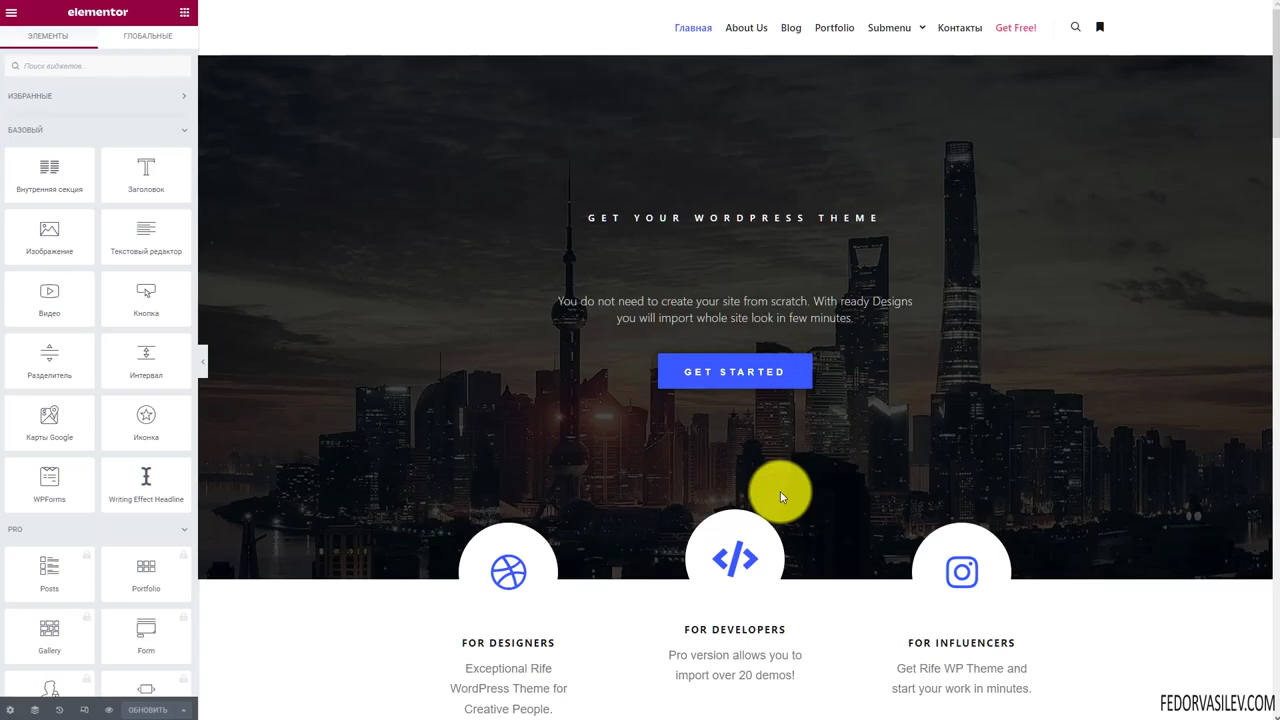 elementor
ЭЛЕМЕНТЫ
ГЛОБАЛЬНЫЕ
Поиск виджетов...
ИЗБРАННЫЕ
БАЗОВЫЙ
Внутренняя секция
Заголовок
Изображение
Текстовый редактор
Видео
Кнопка
Разделитель
Интервал
Карты Google
Иконка
WPForms
Writing Effect Headline
PRO
Posts
Portfolio
Gallery
Form
ОБНОВИТЬ
Главная About Us Blog Portfolio Submenu Контакты Get Free!
GET YOUR WORDPRESS THEME
You do not need to create your site from scratch. With ready Designs
you will import whole site look in few minutes.
GET STARTED
FOR DESIGNERS
Exceptional Rife
WordPress Theme for
Creative People.
FOR DEVELOPERS
Pro version allows you to
import over 20 demos!
FOR INFLUENCERS
Get Rife WP Theme and
start your work in minutes.
FEDORVASILEV.COM